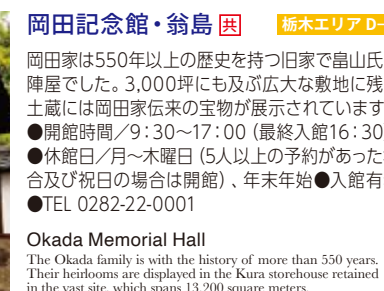 岡田記念館・翁島 共
栃木エリア D-
岡田家は550年以上の歴史を持つ旧家で畠山氏
陣屋でした。3,000坪にも及ぶ広大な敷地に残
土蔵には岡田家伝来の宝物が展示されています
●開館時間／9：30〜17：00（最終入館16：30
●休館日／月〜木曜日（5人以上の予約があった
合及び祝日の場合は開館）、年末年始●入館有
●TEL 0282-22-0001
Okada Memorial Hall
The Okada family is with the history of more than 550 years.
Their heirlooms are displayed in the Kura storehouse retained
in the vast site, which spans 13,200 square meters.